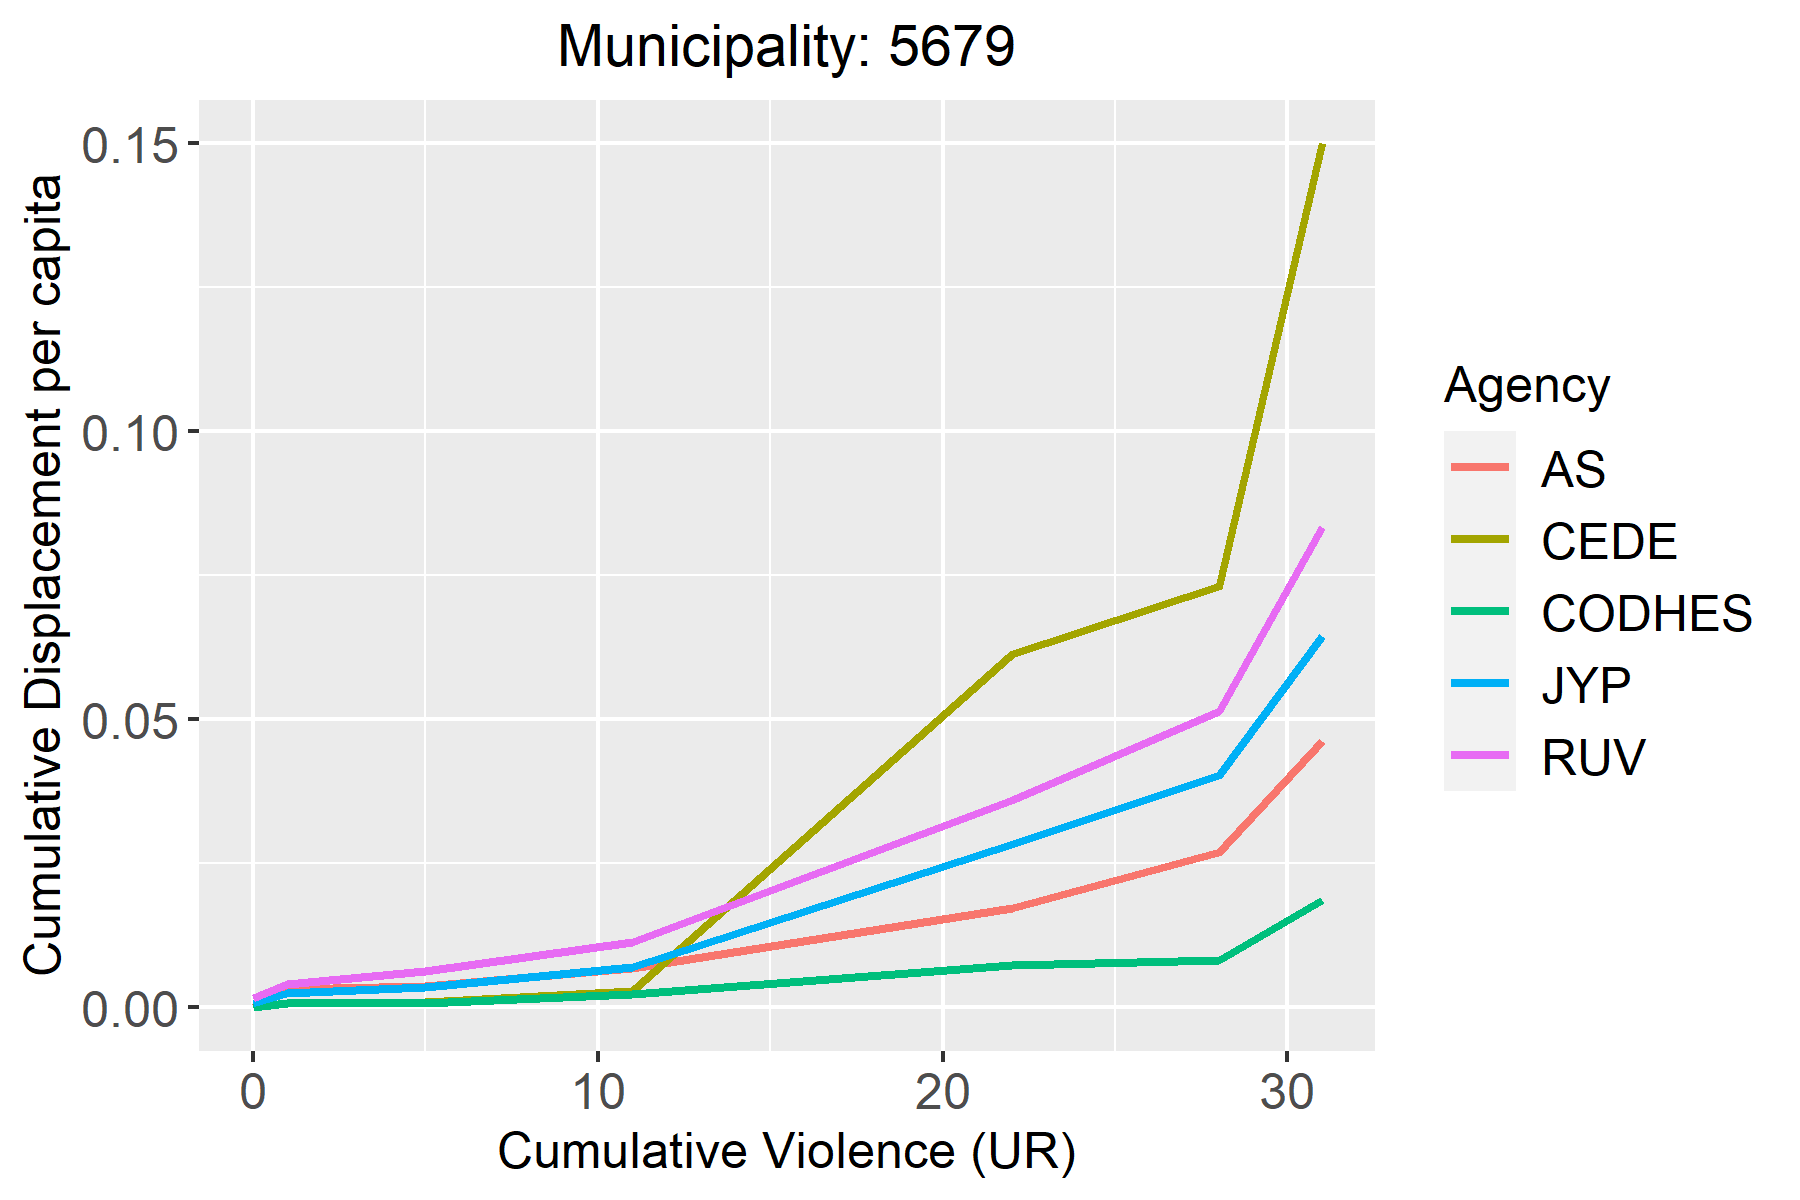 Municipality: 5679
Cumulative Displacement per capita
0.15
0.10
0.05
0.00
0 10 20 30
Cumulative Violence (UR)
Agency
AS
CEDE
CODHES
JYP
RUV